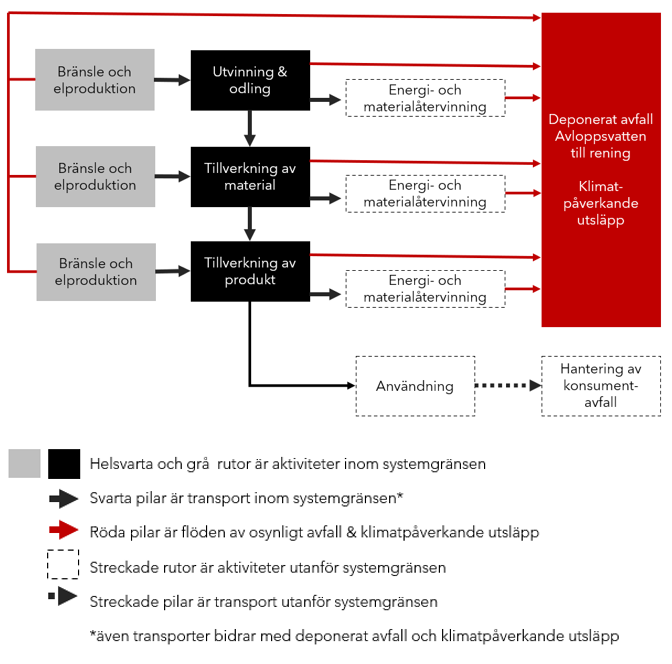 Bränsle och
elproduktion
Utvinning &
odling
Energi- och
materialåtervinning
Bränsle och
elproduktion
Tillverkning av
material
Energi- och
materialåtervinning
Bränsle och
elproduktion
Tillverkning av
produkt
Energi- och
materialåtervinning
Deponerat avfall
Avloppsvatten
till rening
Klimat-
påverkande
utsläpp
Användning
Hantering av
konsument-
avfall
Helsvarta och grå rutor är aktiviteter inom systemgränsen
Svarta pilar är transport inom systemgränsen*
Röda pilar är flöden av osynligt avfall & klimatpåverkande utsläpp
Streckade rutor är aktiviteter utanför systemgränsen
Streckade pilar är transport utanför systemgränsen
*även transporter bidrar med deponerat avfall och klimatpåverkande utsläpp